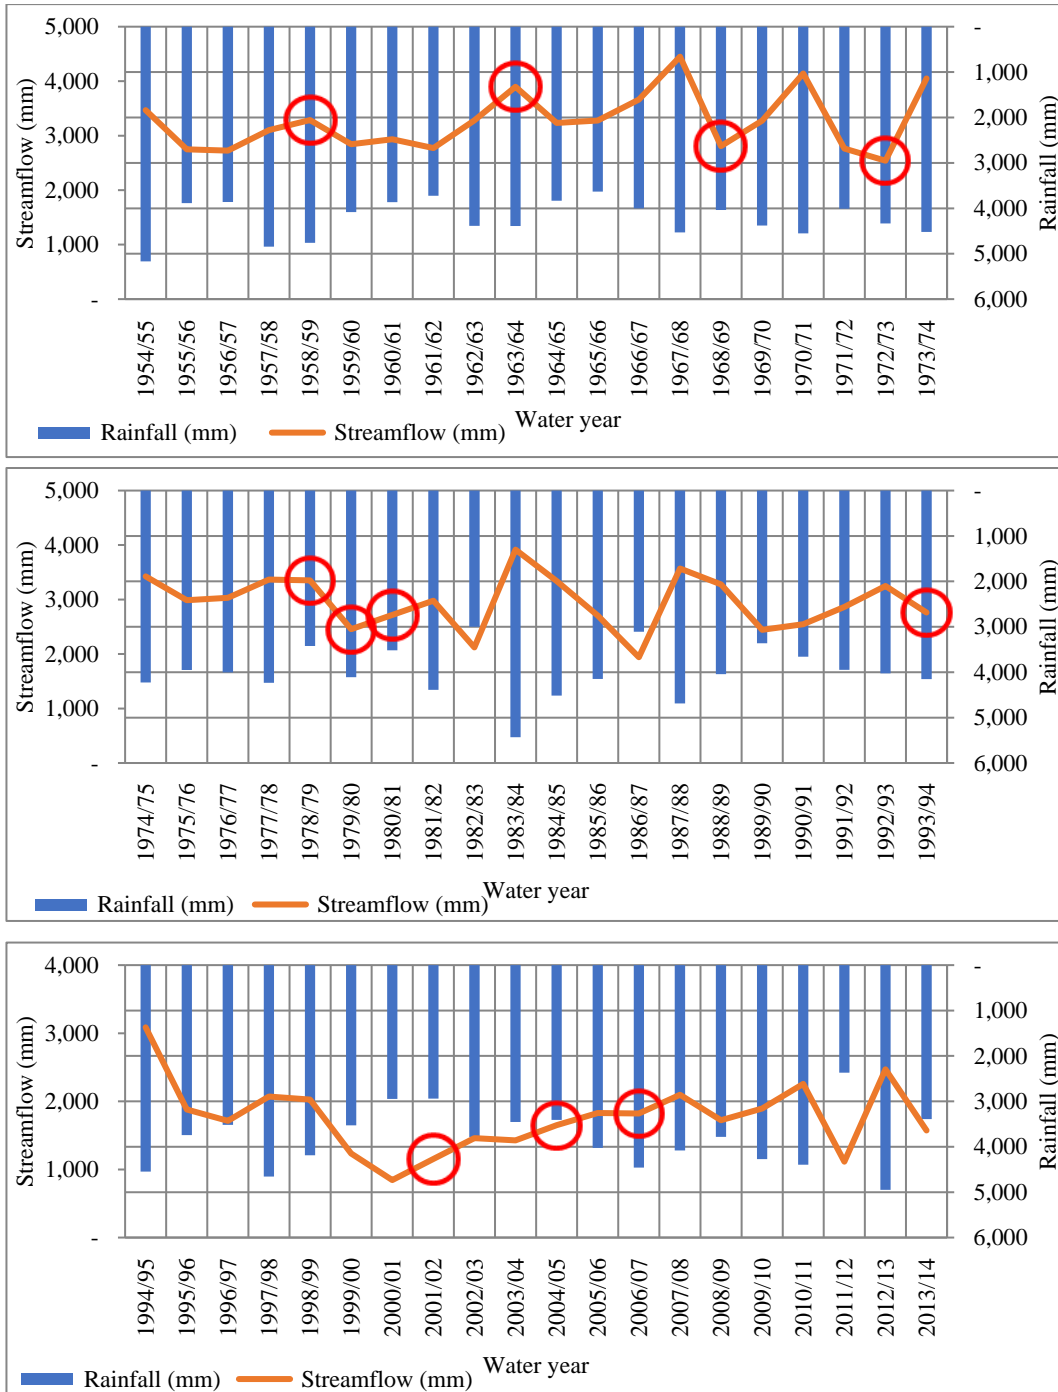 5,000
4,000
3,000
2,000
1,000
-
Streamflow (mm)
-
1,000
2,000
3,000
4,000
5,000
6,000
Rainfall (mm)
1954/55 1955/56 1956/57 1957/58 1958/59 1959/60 1960/61 1961/62 1962/63 1963/64 1964/65 1965/66 1966/67 1967/68 1968/69 1969/70 1970/71 1971/72 1972/73 1973/74
Water year
Rainfall (mm) Streamflow (mm)
5,000
4,000
3,000
2,000
1,000
-
Streamflow (mm)
-
1,000
2,000
3,000
4,000
5,000
6,000
Rainfall (mm)
1974/75 1975/76 1976/77 1977/78 1978/79 1979/80 1980/81 1981/82 1982/83 1983/84 1984/85 1985/86 1986/87 1987/88 1988/89 1989/90 1990/91 1991/92 1992/93 1993/94
Water year
Rainfall (mm) Streamflow (mm)
4,000
3,000
2,000
1,000
-
Streamflow (mm)
-
1,000
2,000
3,000
4,000
5,000
6,000
Rainfall (mm)
1994/95 1995/96 1996/97 1997/98 1998/99 1999/00 2000/01 2001/02 2002/03 2003/04 2004/05 2005/06 2006/07 2007/08 2008/09 2009/10 2010/11 2011/12 2012/13 2013/14
Water year
Rainfall (mm) Streamflow (mm)